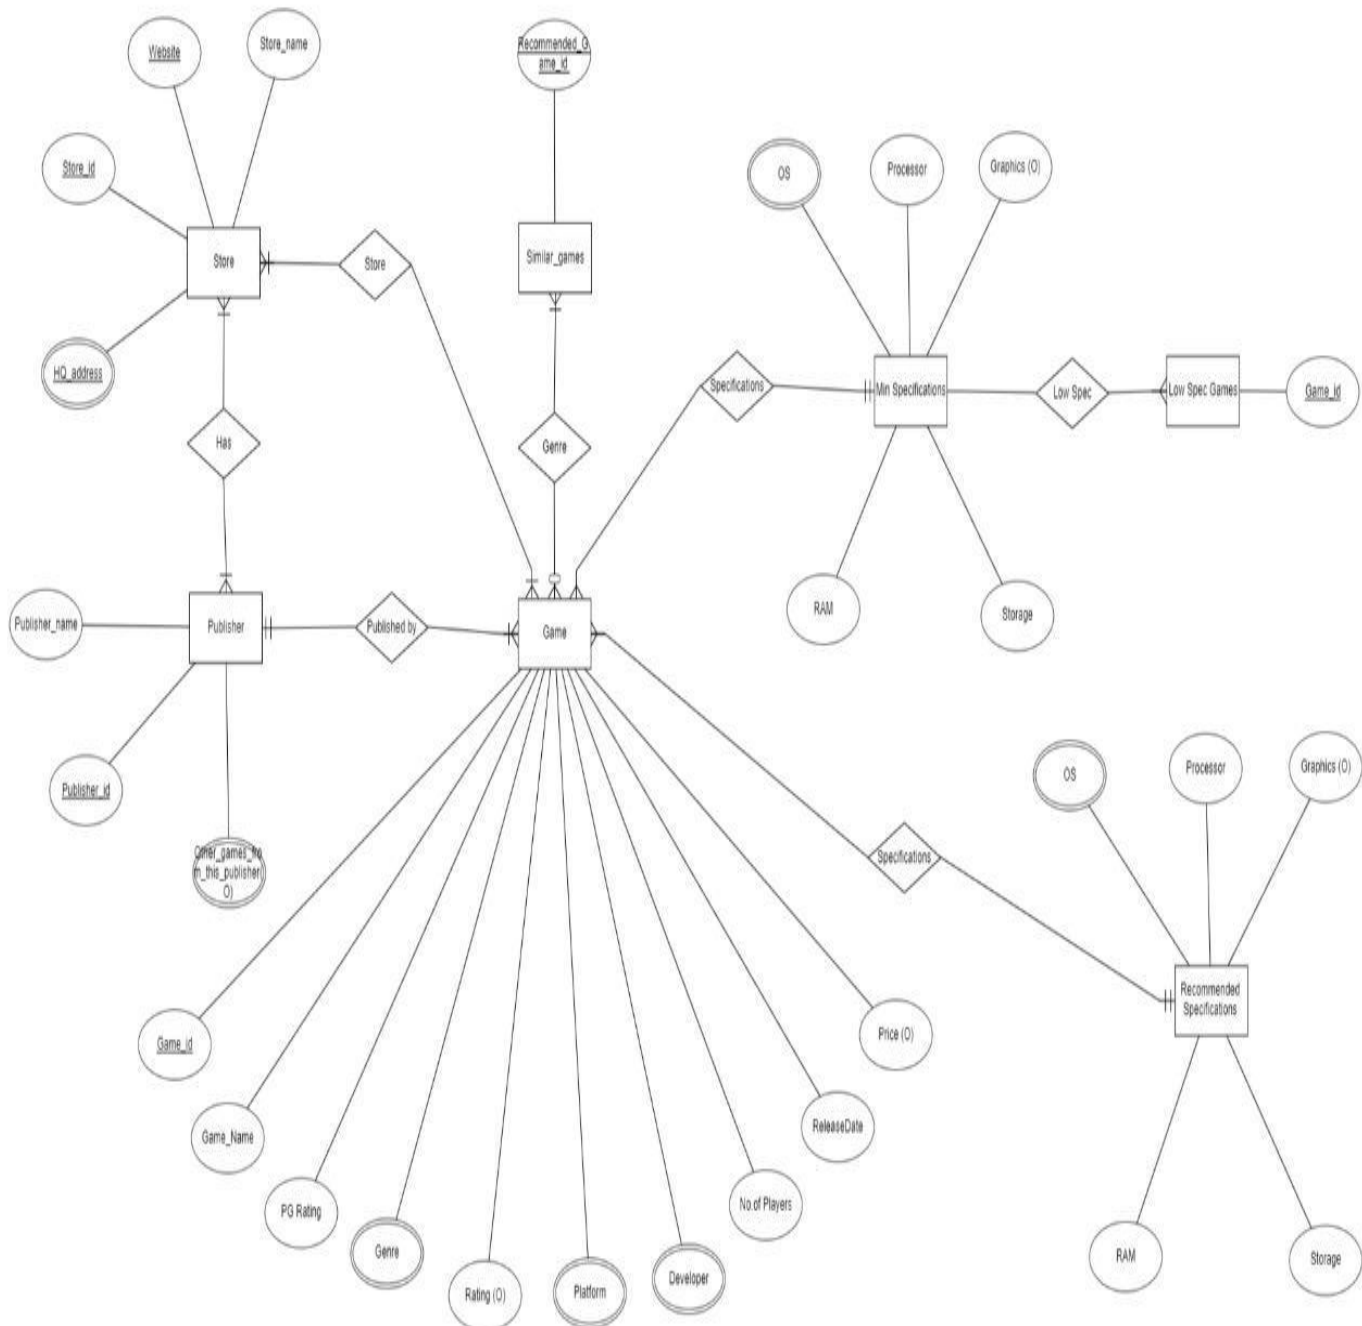 Website
Store_name
Recommended_G
ame_id
Store_id
OS
Processor
Graphics (O)
Store
Store
Similar_games
HQ_address
Specifications
Min Specifications
Low Spec
Low Spec Games
Game_id
Has
Genre
RAM
Storage
Publisher_name
Publisher
Published by
Game
Publisher_id
OS
Processor
Graphics (O)
Other_games_fro
m_this_publisher(
O)
Specifications
Recommended
Specifications
Game_id
Price (O)
Game_Name
ReleaseDate
PG Rating
No.of Players
Genre
Rating (O)
Platform
Developer
RAM
Storage